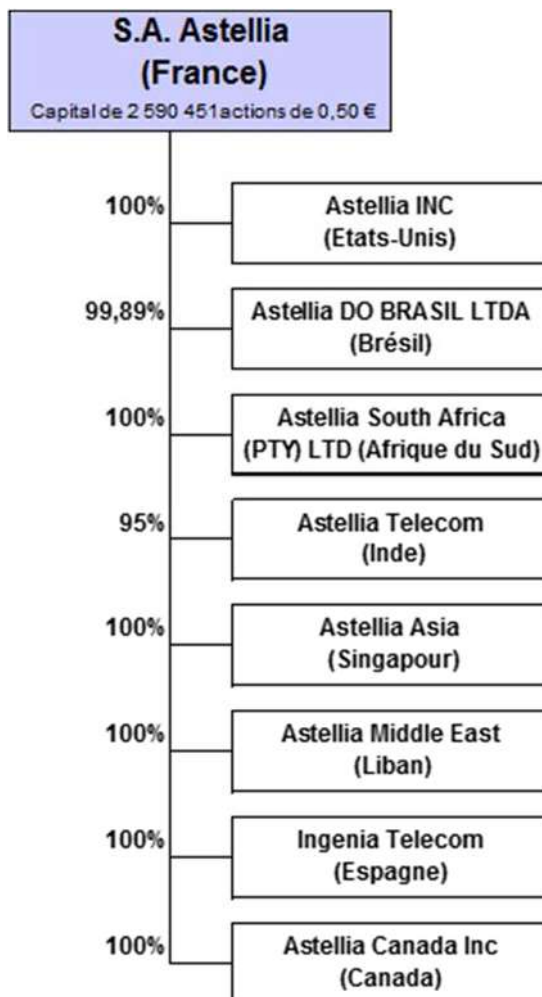 S.A. Astellia
(France)
Capital de 2 590 451 actions de 0,50 €
100%
Astellia INC
(Etats-Unis)
99,89%
Astellia DO BRASIL LTDA
(Brésil)
100%
Astellia South Africa
(PTY) LTD (Afrique du Sud)
95%
Astellia Telecom
(Inde)
100%
Astellia Asia
(Singapour)
100%
Astellia Middle East
(Liban)
100%
Ingenia Telecom
(Espagne)
100%
Astellia Canada Inc
(Canada)